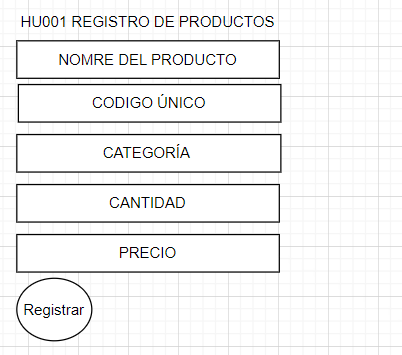 HU001 REGISTRO DE PRODUCTOS
NOMRE DEL PRODUCTO
CODIGO ÚNICO
CATEGORÍA
CANTIDAD
PRECIO
Registrar